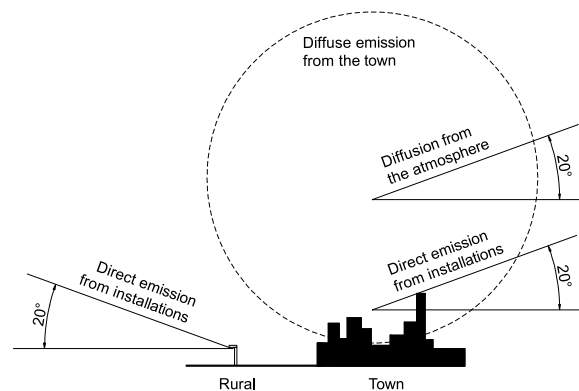 Diffuse emission
from the town
Diffusion from
the atmosphere
20°
Direct emission
from installations
20°
Direct emission
from installations
20°
Rural
Town